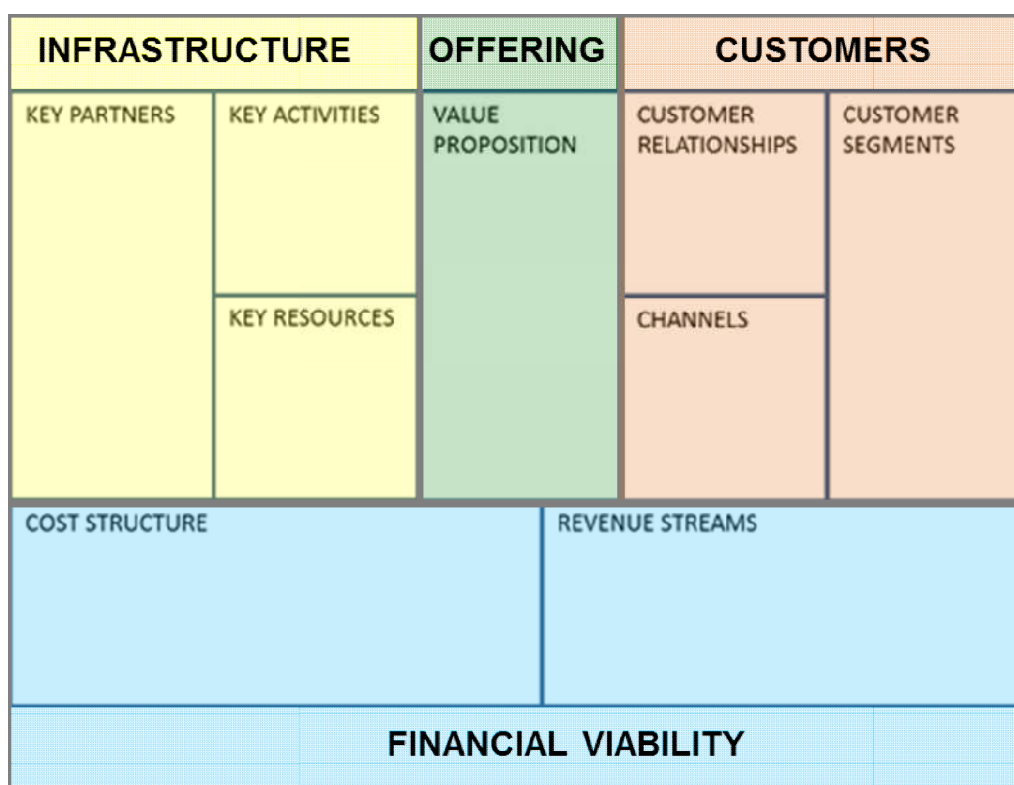 INFRASTRUCTURE
OFFERING
CUSTOMERS
KEY PARTNERS
KEY ACTIVITIES
KEY RESOURCES
VALUE
PROPOSITION
CUSTOMER
RELATIONSHIPS
CHANNELS
CUSTOMER
SEGMENTS
COST STRUCTURE
REVENUE STREAMS
FINANCIAL VIABILITY